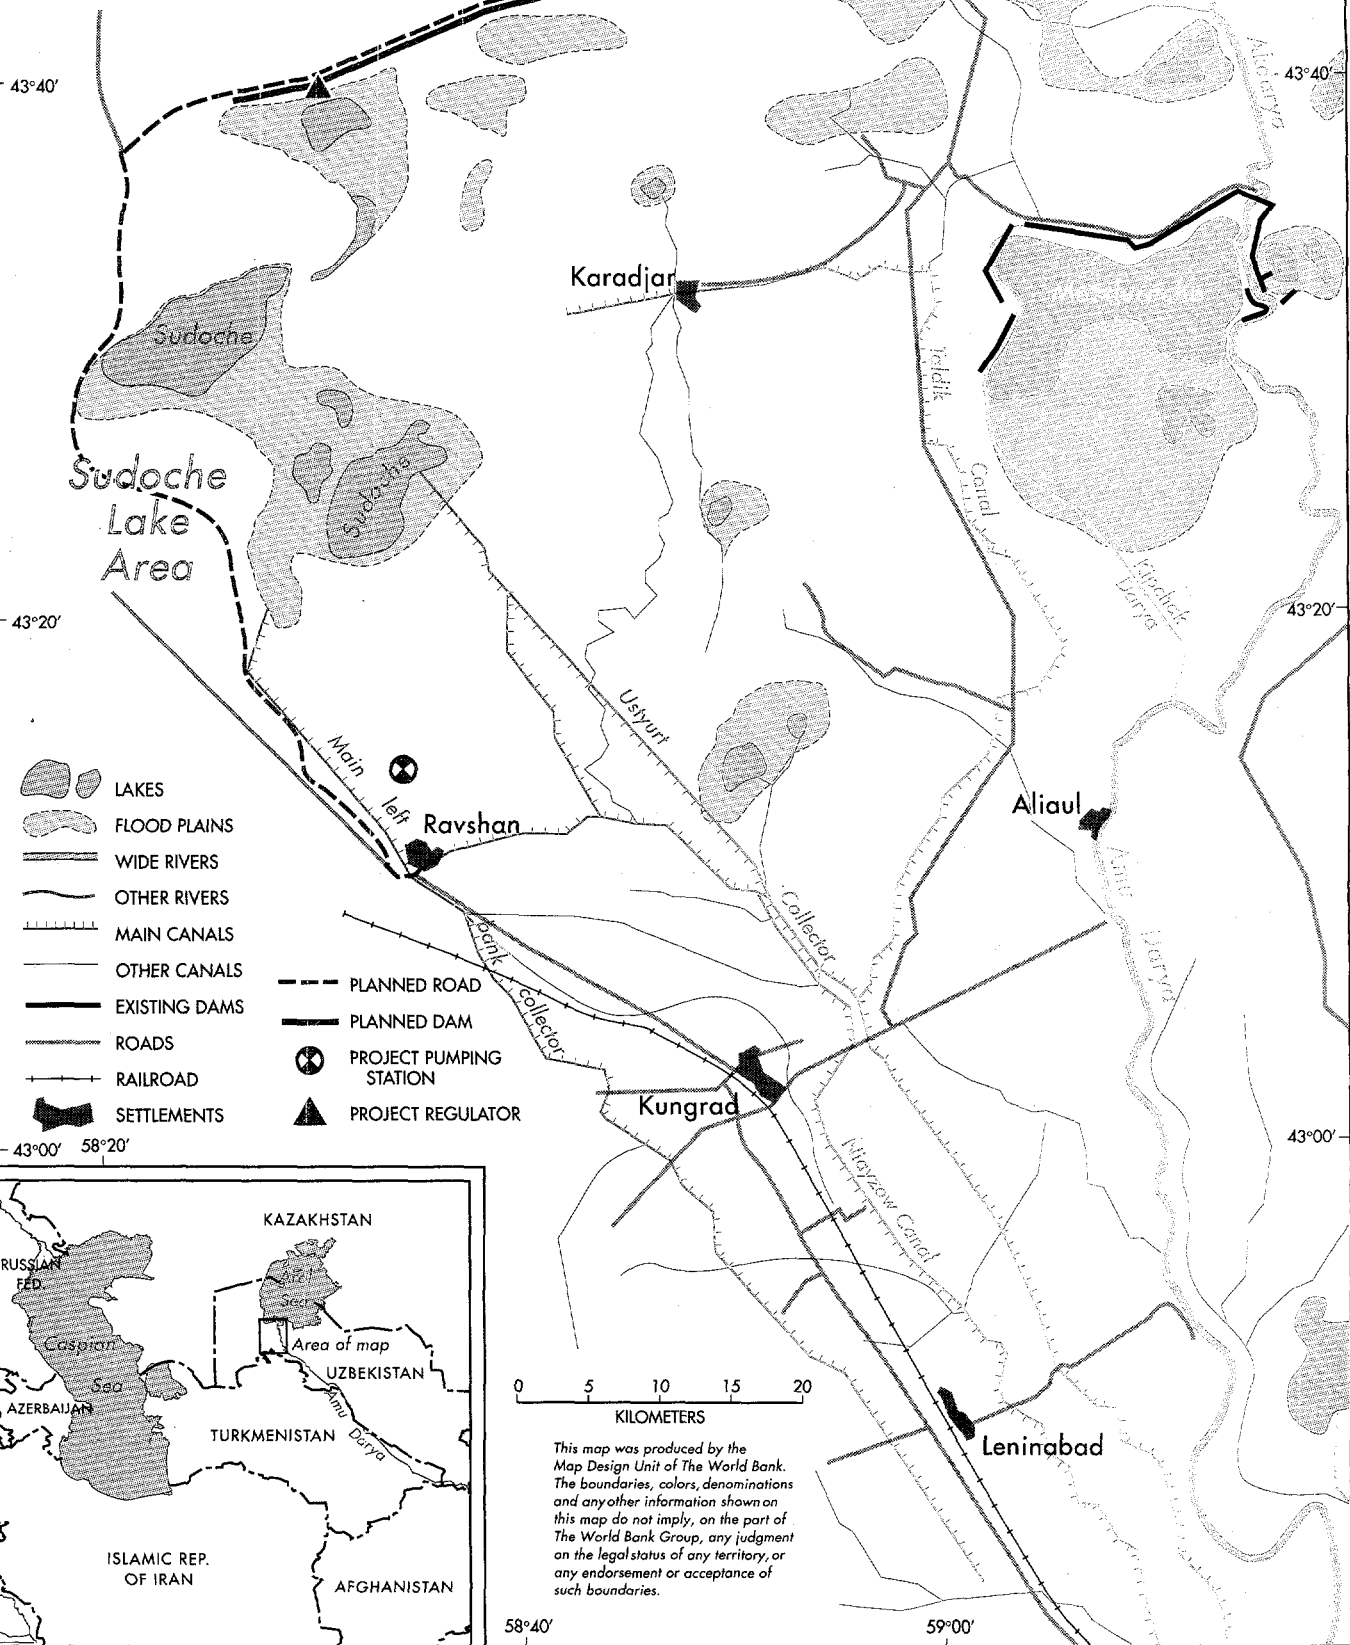 43°40′
43°40′
Akdarya
Karadjar
Sudoche
Taldik
Canal
Sudoche
Sudoche
Lake
Area
Kipchak
Darya
43°20′
43°20′
Ustyurt
Main
left
Ravshan
Aliaul
Amu
Darya
Collector
bank
collector
LAKES
FLOOD PLAINS
WIDE RIVERS
OTHER RIVERS
MAIN CANALS
OTHER CANALS
EXISTING DAMS
ROADS
RAILROAD
SETTLEMENTS
PLANNED ROAD
PLANNED DAM
PROJECT PUMPING
STATION
PROJECT REGULATOR
Kungrad
43°00′
58°20′
43°00′
Niayzow Canal
KAZAKHSTAN
RUSSIAN
FED.
Aral
Sea
Caspian
Sea
Area of map
UZBEKISTAN
AZERBAIJAN
TURKMENISTAN
Amu
Darya
ISLAMIC REP.
OF IRAN
AFGHANISTAN
0 5 10 15 20
KILOMETERS
This map was produced by the
Map Design Unit of The World Bank.
The boundaries, colors, denominations
and any other information shown on
this map do not imply, on the part of
The World Bank Group, any judgment
on the legal status of any territory, or
any endorsement or acceptance of
such boundaries.
Leninabad
58°40′
59°00′